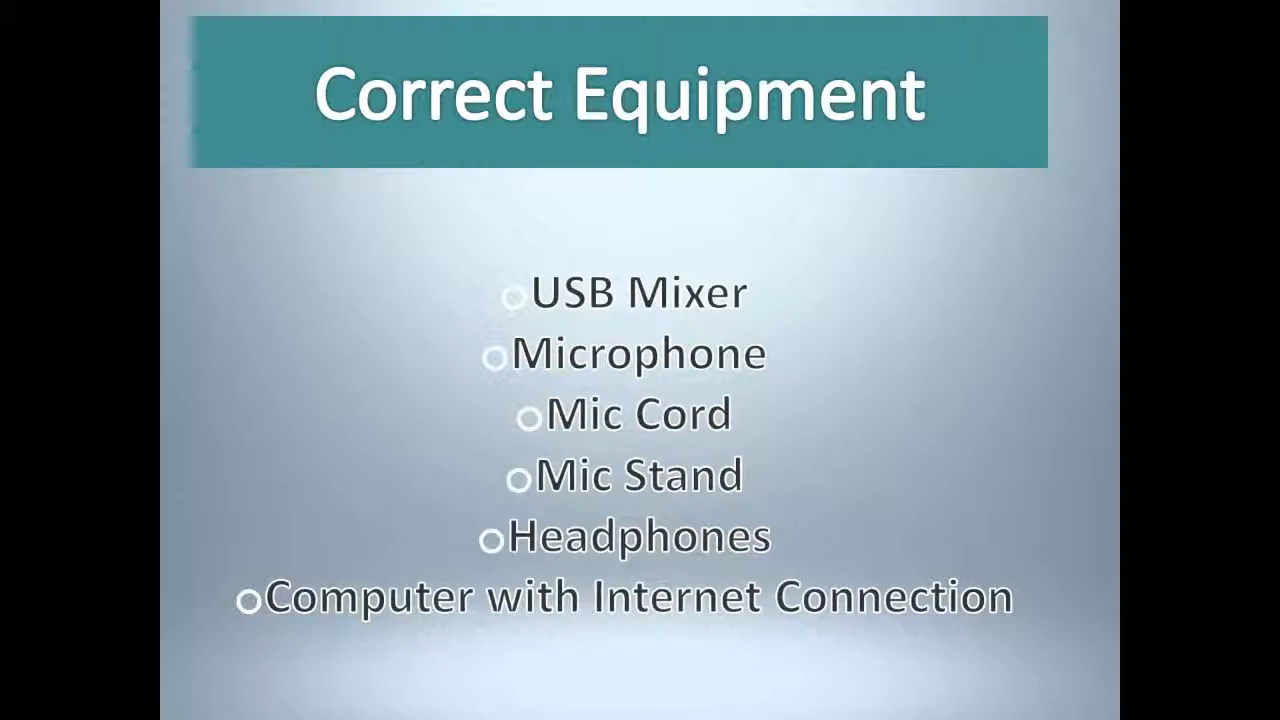 Correct Equipment
USB Mixer
Microphone
Mic Cord
Mic Stand
Headphones
Computer with Internet Connection